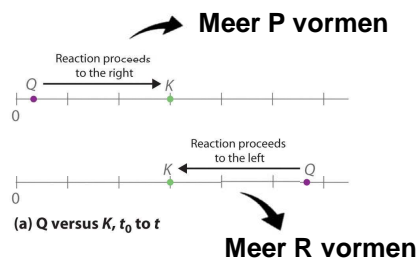 Meer P vormen
Reaction proceeds
to the right
Q
K
0
Reaction proceeds
to the left
K
Q
0
(a) Q versus K, t₀ to t
Meer R vormen